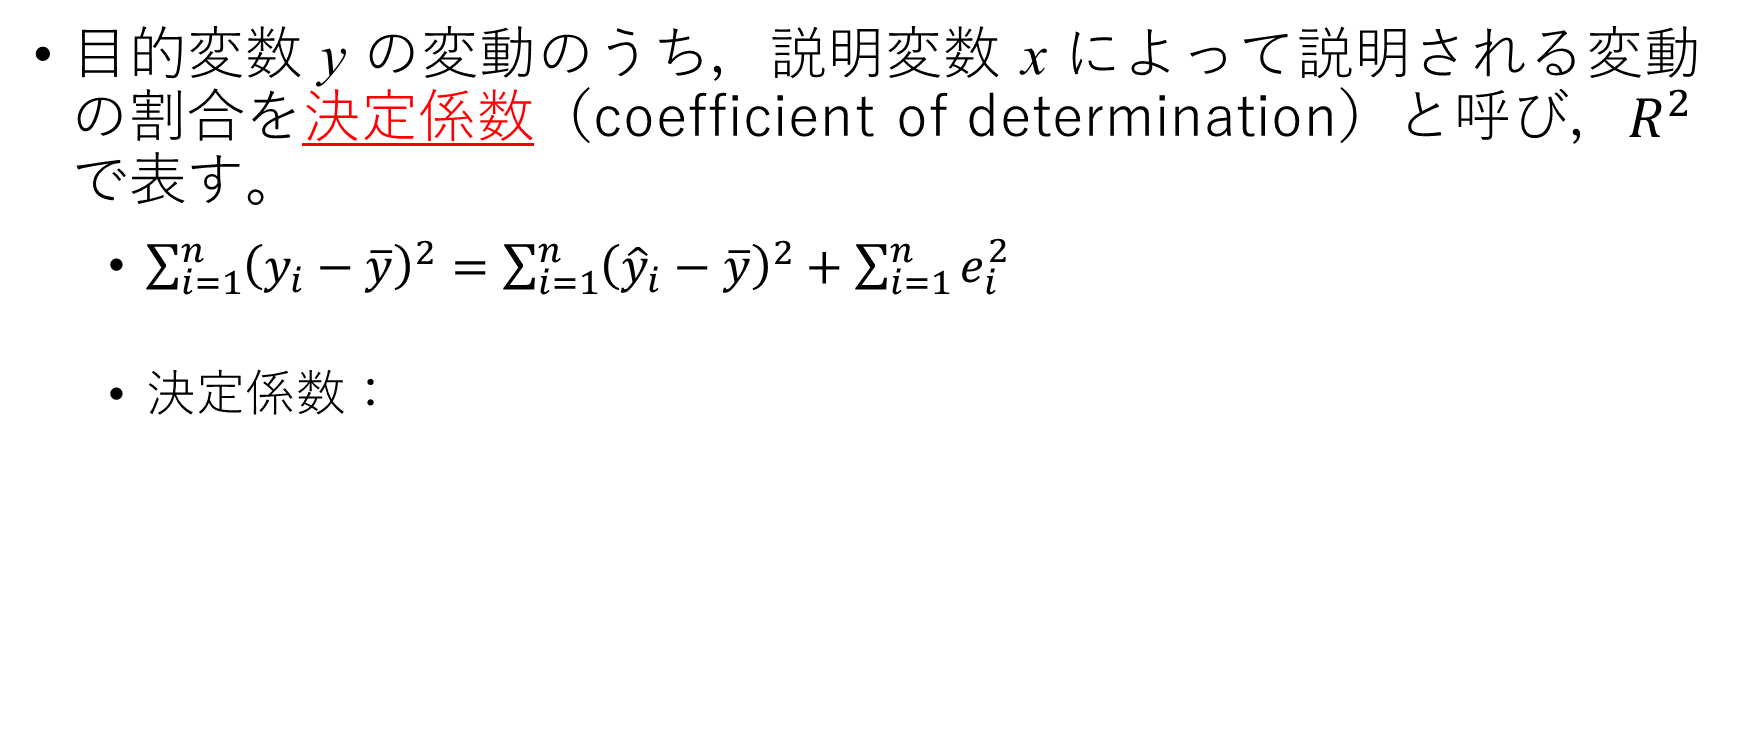 • 目的変数 y の変動のうち，説明変数 x によって説明される変動
の割合を決定係数（coefficient of determination）と呼び，R²
で表す。
• ∑ⁿᵢ₌₁(yᵢ − ȳ)² = ∑ⁿᵢ₌₁(ŷᵢ − ȳ)² + ∑ⁿᵢ₌₁ eᵢ²
• 決定係数：